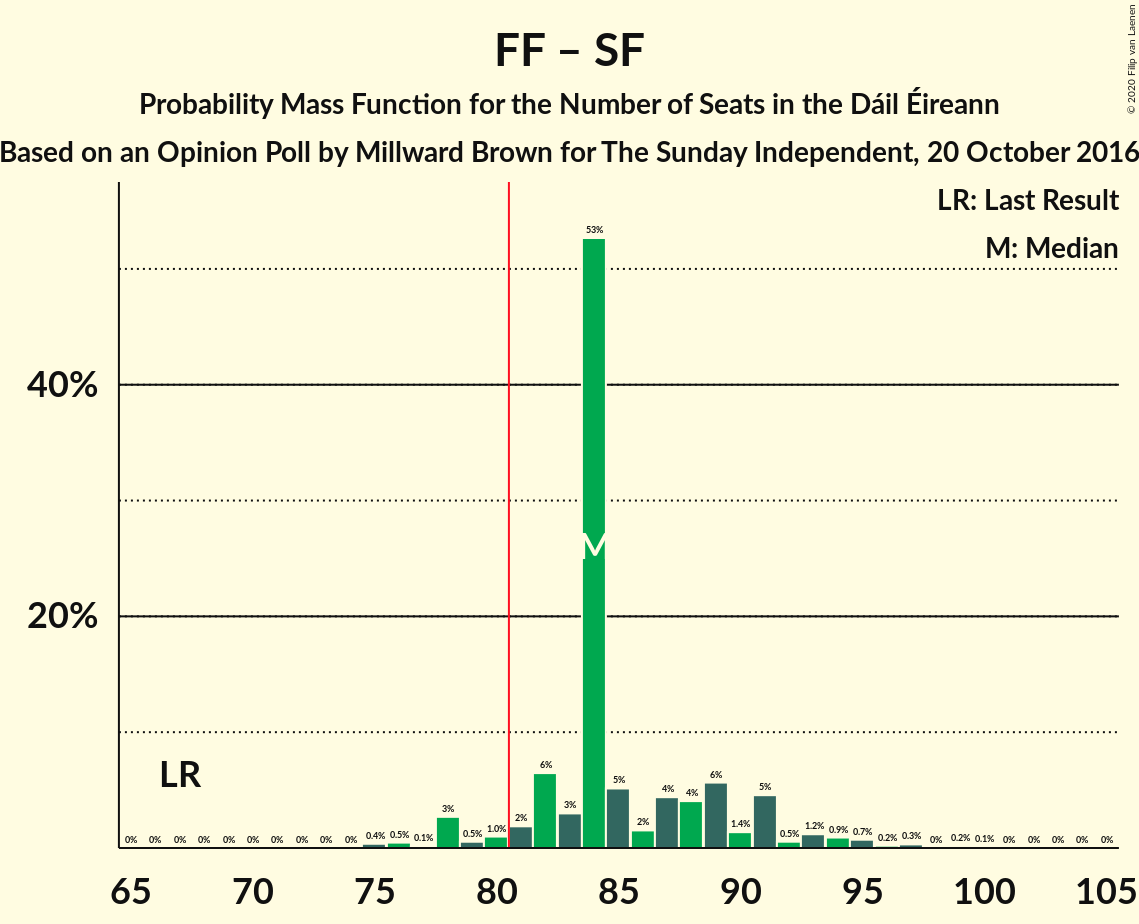 FF – SF
Probability Mass Function for the Number of Seats in the Dáil Éireann
Based on an Opinion Poll by Millward Brown for The Sunday Independent, 20 October 2016
© 2020 Filip van Laenen
LR: Last Result
M: Median
53%
40%
M
20%
LR
0% 0% 0% 0% 0% 0% 0% 0% 0% 0% 0.4% 0.5% 0.1% 3% 0.5% 1.0% 2% 6% 3% 5% 2% 4% 4% 6% 1.4% 5% 0.5% 1.2% 0.9% 0.7% 0.2% 0.3% 0% 0.2% 0.1% 0% 0% 0% 0% 0%
65 70 75 80 85 90 95 100 105